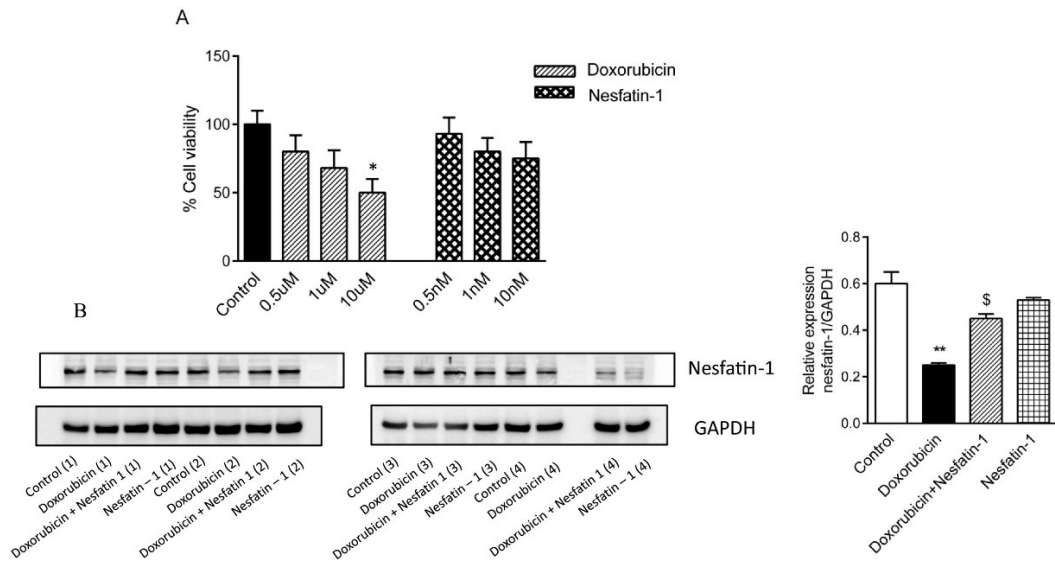 A
Doxorubicin
Nesfatin-1
% Cell viability
150
100
50
0
*
Control
0.5uM
1uM
10uM
0.5nM
1nM
10nM
B
Nesfatin-1
GAPDH
Control (1)
Doxorubicin (1)
Doxorubicin + Nesfatin 1 (1)
Nesfatin – 1 (1)
Control (2)
Doxorubicin (2)
Doxorubicin + Nesfatin 1 (2)
Nesfatin – 1 (2)
Control (3)
Doxorubicin (3)
Doxorubicin + Nesfatin 1 (3)
Nesfatin – 1 (3)
Control (4)
Doxorubicin (4)
Doxorubicin + Nesfatin 1 (4)
Nesfatin – 1 (4)
Relative expression
nesfatin-1/GAPDH
0.8
0.6
0.4
0.2
0.0
**
$
Control
Doxorubicin
Doxorubicin+Nesfatin-1
Nesfatin-1